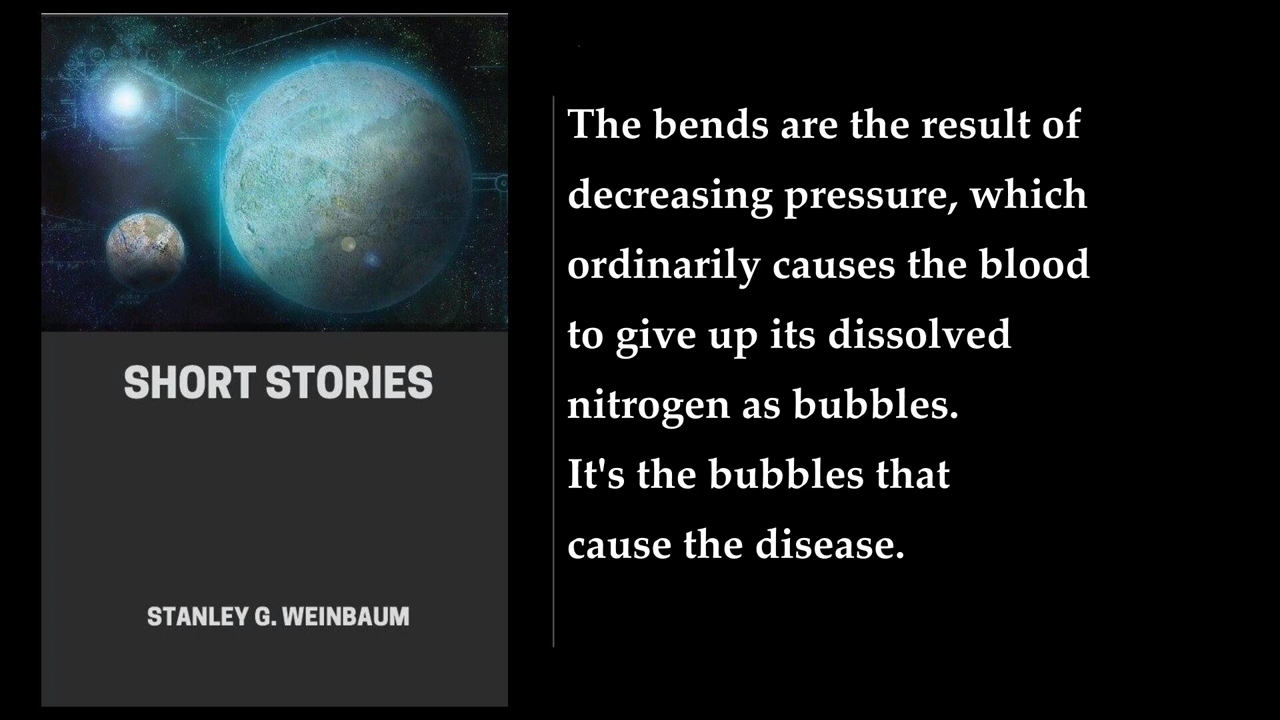 SHORT STORIES
STANLEY G. WEINBAUM
The bends are the result of
decreasing pressure, which
ordinarily causes the blood
to give up its dissolved
nitrogen as bubbles.
It's the bubbles that
cause the disease.